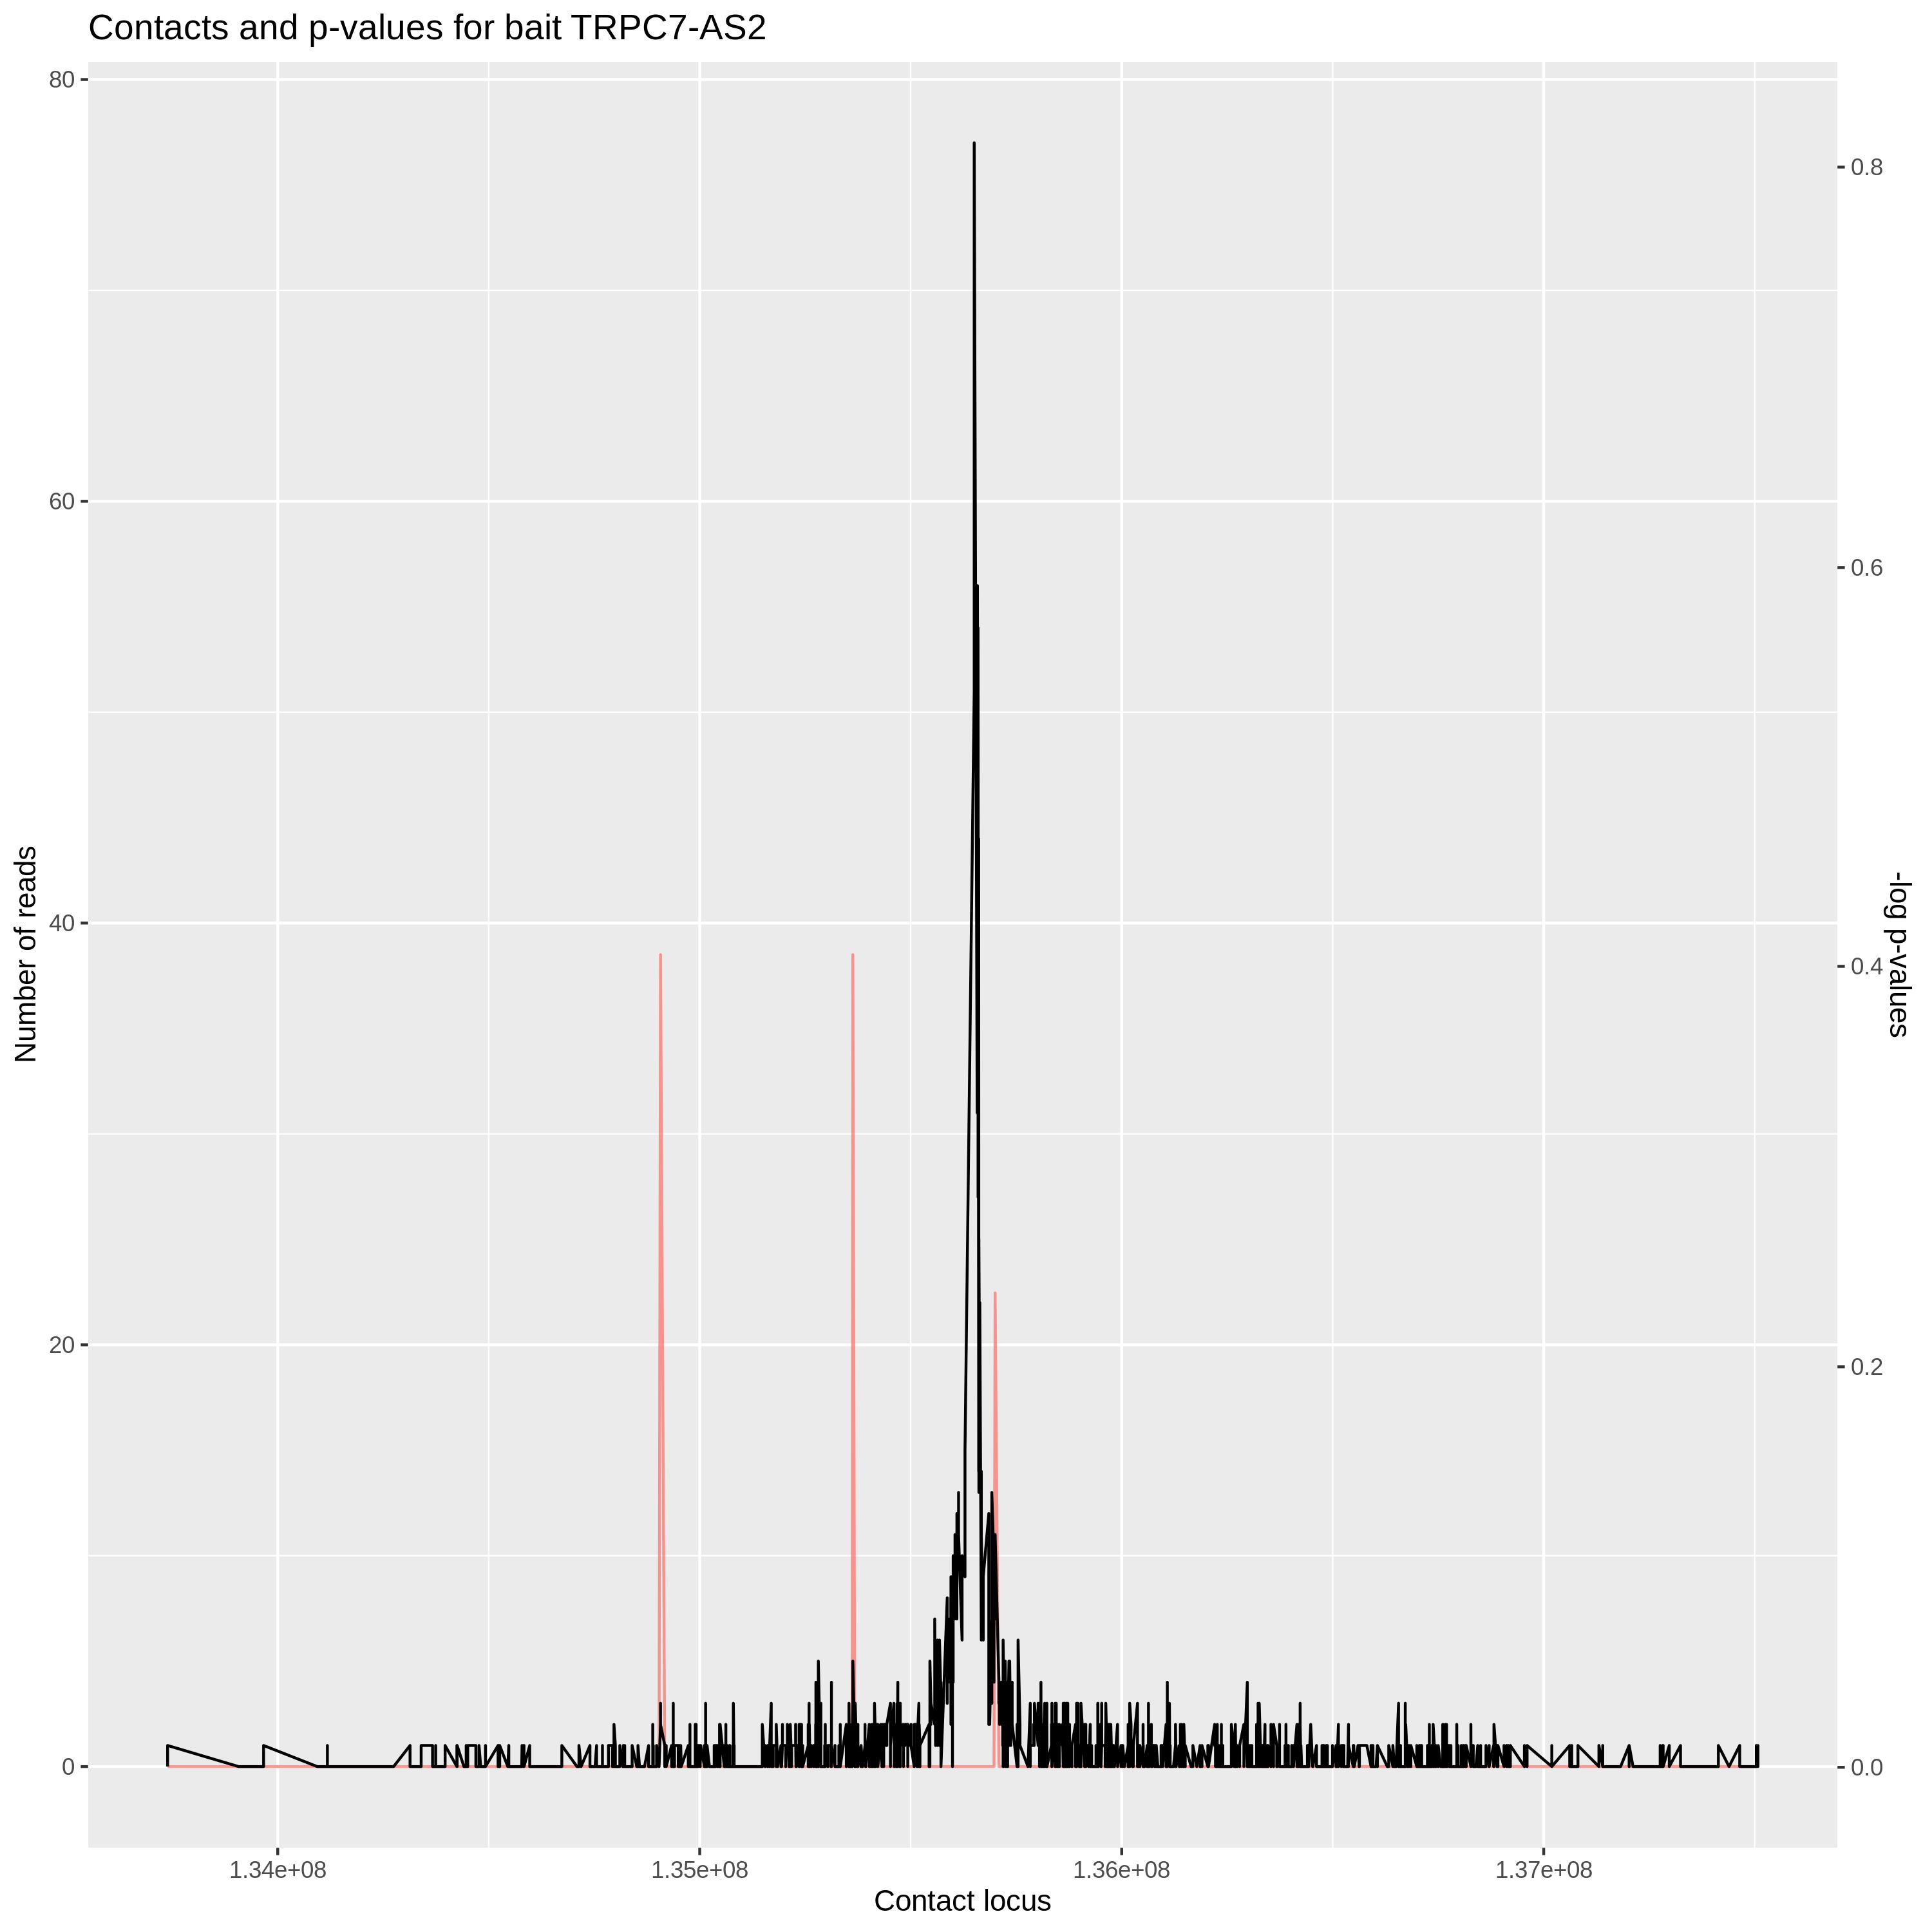 Contacts and p-values for bait TRPC7-AS2
80
60
40
20
0
Number of reads
0.8
0.6
0.4
0.2
0.0
-log p-values
1.34e+08
1.35e+08
1.36e+08
1.37e+08
Contact locus